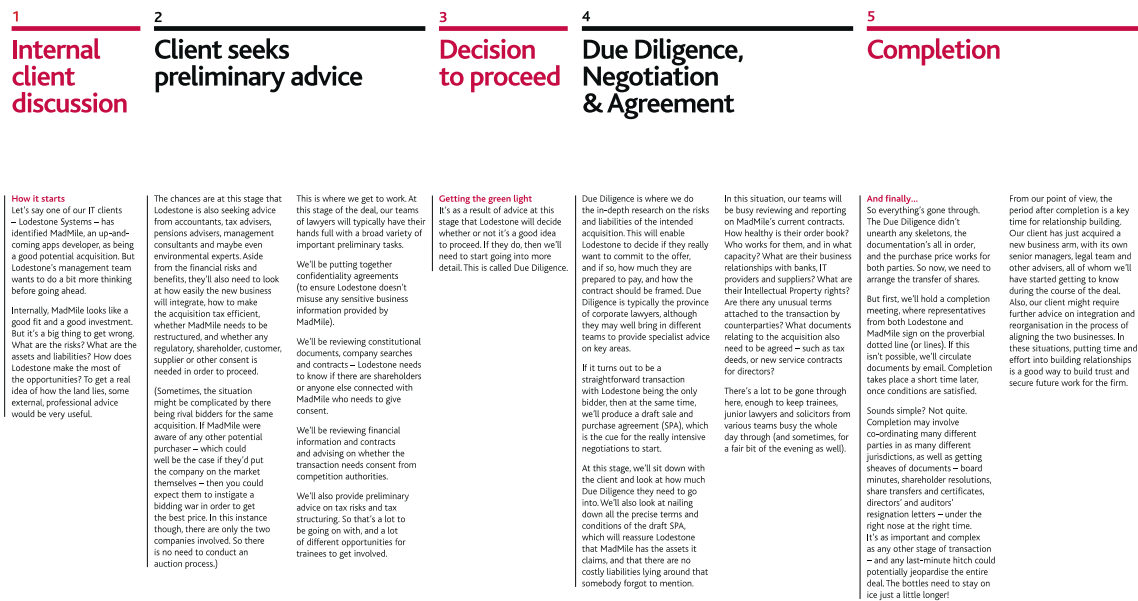 1
Internal
client
discussion
2
Client seeks
preliminary advice
3
Decision
to proceed
4
Due Diligence,
Negotiation
& Agreement
5
Completion
How it starts
Let's say one of our IT clients
– Lodestone Systems – has
identified MadMile, an up-and-
coming apps developer, as being
a good potential acquisition. But
Lodestone's management team
wants to do a bit more thinking
before going ahead.
Internally, MadMile looks like a
good fit and a good investment.
But it's a big thing to get wrong.
What are the risks? What are the
assets and liabilities? How does
Lodestone make the most of
the opportunities? To get a real
idea of how the land lies, some
external, professional advice
would be very useful.
The chances are at this stage that
Lodestone is also seeking advice
from accountants, tax advisers,
pensions advisers, management
consultants and maybe even
environmental experts. Aside
from the financial risks and
benefits, they'll also need to look
at how easily the new business
will integrate, how to make
the acquisition tax efficient,
whether MadMile needs to be
restructured, and whether any
regulatory, shareholder, customer,
supplier or other consent is
needed in order to proceed.
(Sometimes, the situation
might be complicated by there
being rival bidders for the same
acquisition. If MadMile were
aware of any other potential
purchaser – which could
well be the case if they'd put
the company on the market
themselves – then you could
expect them to instigate a
bidding war in order to get
the best price. In this instance
though, there are only the two
companies involved. So there
is no need to conduct an
auction process.)
This is where we get to work. At
this stage of the deal, our teams
of lawyers will typically have their
hands full with a broad variety of
important preliminary tasks.
We'll be putting together
confidentiality agreements
(to ensure Lodestone doesn't
misuse any sensitive business
information provided by
MadMile).
We'll be reviewing constitutional
documents, company searches
and contracts – Lodestone needs
to know if there are shareholders
or anyone else connected with
MadMile who needs to give
consent.
We'll be reviewing financial
information and contracts
and advising on whether the
transaction needs consent from
competition authorities.
We'll also provide preliminary
advice on tax risks and tax
structuring. So that's a lot to
be going on with, and a lot
of different opportunities for
trainees to get involved.
Getting the green light
It's as a result of advice at this
stage that Lodestone will decide
whether or not it's a good idea
to proceed. If they do, then we'll
need to start going into more
detail. This is called Due Diligence.
Due Diligence is where we do
the in-depth research on the risks
and liabilities of the intended
acquisition. This will enable
Lodestone to decide if they really
want to commit to the offer,
and if so, how much they are
prepared to pay, and how the
contract should be framed. Due
Diligence is typically the province
of corporate lawyers, although
they may well bring in different
teams to provide specialist advice
on key areas.
If it turns out to be a
straightforward transaction
with Lodestone being the only
bidder, then at the same time,
we'll produce a draft sale and
purchase agreement (SPA), which
is the cue for the really intensive
negotiations to start.
At this stage, we'll sit down with
the client and look at how much
Due Diligence they need to go
into. We'll also look at nailing
down all the precise terms and
conditions of the draft SPA,
which will reassure Lodestone
that MadMile has the assets it
claims, and that there are no
costly liabilities lying around that
somebody forgot to mention.
In this situation, our teams will
be busy reviewing and reporting
on MadMile's current contracts.
How healthy is their order book?
Who works for them, and in what
capacity? What are their business
relationships with banks, IT
providers and suppliers? What are
their Intellectual Property rights?
Are there any unusual terms
attached to the transaction by
counterparties? What documents
relating to the acquisition also
need to be agreed – such as tax
deeds, or new service contracts
for directors?
There's a lot to be gone through
here, enough to keep trainees,
junior lawyers and solicitors from
various teams busy the whole
day through (and sometimes, for
a fair bit of the evening as well).
And finally...
So everything's gone through.
The Due Diligence didn't
unearth any skeletons, the
documentation's all in order,
and the purchase price works for
both parties. So now, we need to
arrange the transfer of shares.
But first, we'll hold a completion
meeting, where representatives
from both Lodestone and
MadMile sign on the proverbial
dotted line (or lines). If this
isn't possible, we'll circulate
documents by email. Completion
takes place a short time later,
once conditions are satisfied.
Sounds simple? Not quite.
Completion may involve
co-ordinating many different
parties in as many different
jurisdictions, as well as getting
sheaves of documents – board
minutes, shareholder resolutions,
share transfers and certificates,
directors' and auditors'
resignation letters – under the
right nose at the right time.
It's as important and complex
as any other stage of transaction
– and any last-minute hitch could
potentially jeopardise the entire
deal. The bottles need to stay on
ice just a little longer!
From our point of view, the
period after completion is a key
time for relationship building.
Our client has just acquired a
new business arm, with its own
senior managers, legal team and
other advisers, all of whom we'll
have started getting to know
during the course of the deal.
Also, our client might require
further advice on integration and
reorganisation in the process of
aligning the two businesses. In
these situations, putting time and
effort into building relationships
is a good way to build trust and
secure future work for the firm.